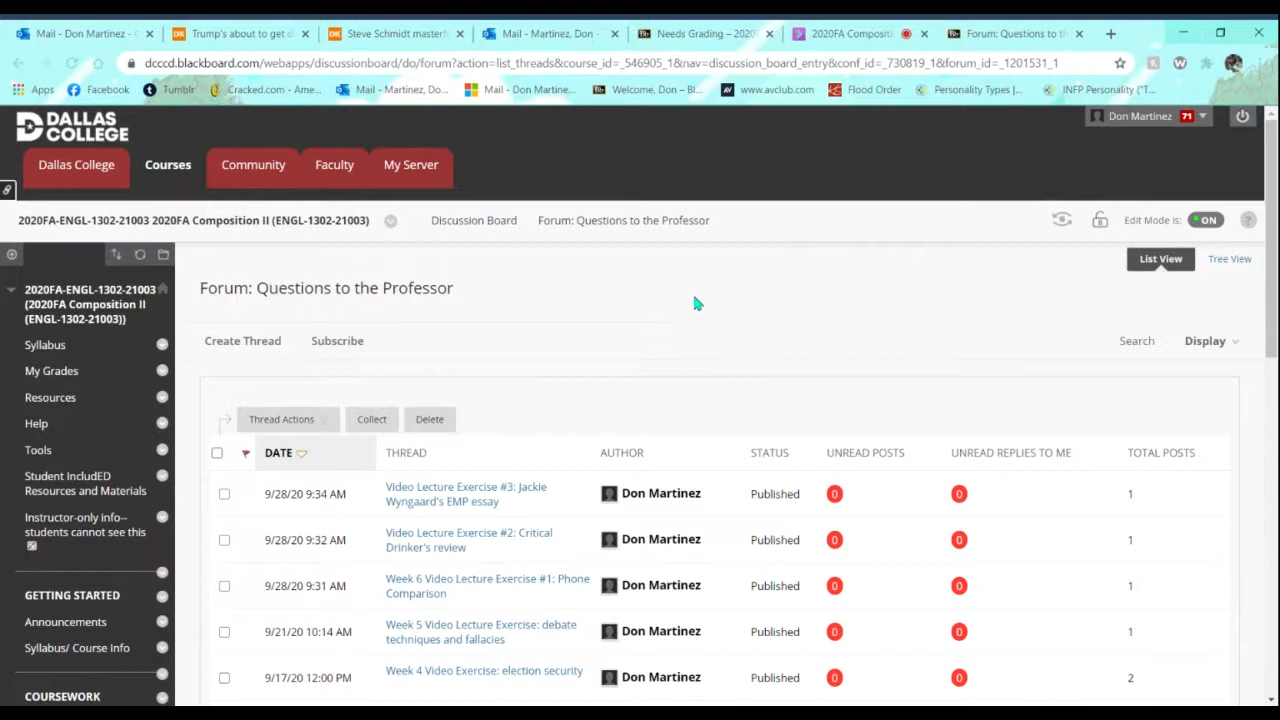 Mail - Don Martinez -
Trump's about to get
Steve Schmidt masterf
Mail - Martinez, Don -
Needs Grading – 2020
2020FA Composit
Forum: Questions to th
dcccd.blackboard.com/webapps/discussionboard/do/forum?action=list_threads&course_id=_546905_1&nav=discussion_board_entry&conf_id=_730819_1&forum_id=_1201531_1
Apps
Facebook
Tumblr
Cracked.com - Ame...
Mail - Martinez, Do...
Mail - Don Martine...
Welcome, Don – Bl...
www.avclub.com
Flood Order
Personality Types |...
INFP Personality ("T...
DALLAS
COLLEGE
Don Martinez 71
Dallas College
Courses
Community
Faculty
My Server
2020FA-ENGL-1302-21003 2020FA Composition II (ENGL-1302-21003)
Discussion Board
Forum: Questions to the Professor
Edit Mode is: ON ?
List View
Tree View
2020FA-ENGL-1302-21003
(2020FA Composition II
(ENGL-1302-21003))
Syllabus
My Grades
Resources
Help
Tools
Student IncludED
Resources and Materials
Instructor-only info--
students cannot see this
GETTING STARTED
Announcements
Syllabus/ Course Info
COURSEWORK
Forum: Questions to the Professor
Create Thread
Subscribe
Search
Display
Thread Actions
Collect
Delete
DATE THREAD AUTHOR STATUS UNREAD POSTS UNREAD REPLIES TO ME TOTAL POSTS
9/28/20 9:34 AM Video Lecture Exercise #3: Jackie Don Martinez Published 0 0 1
Wyngaard's EMP essay
9/28/20 9:32 AM Video Lecture Exercise #2: Critical Don Martinez Published 0 0 1
Drinker's review
9/28/20 9:31 AM Week 6 Video Lecture Exercise #1: Phone Don Martinez Published 0 0 1
Comparison
9/21/20 10:14 AM Week 5 Video Lecture Exercise: debate Don Martinez Published 0 0 1
techniques and fallacies
9/17/20 12:00 PM Week 4 Video Exercise: election security Don Martinez Published 0 0 2